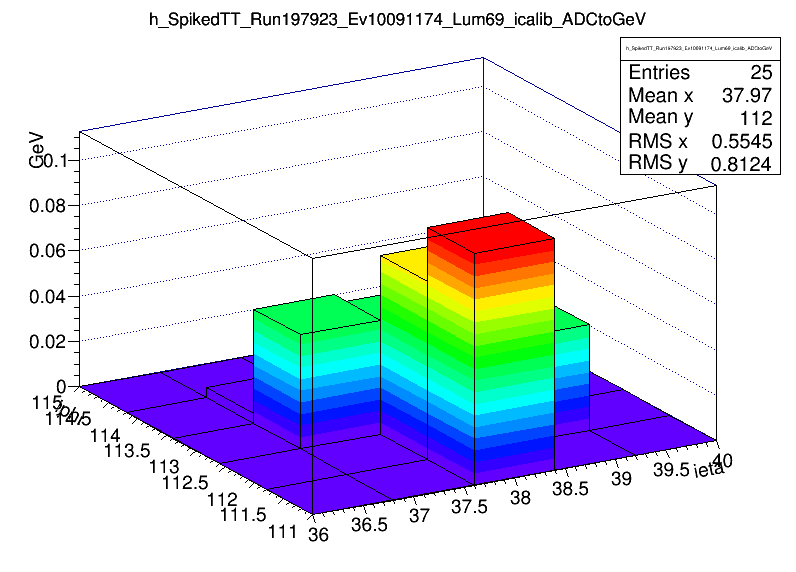 h_SpikedTT_Run197923_Ev10091174_Lum69_icalib_ADCtoGeV
h_SpikedTT_Run197923_Ev10091174_Lum69_icalib_ADCtoGeV
Entries 25
Mean x 37.97
Mean y 112
RMS x 0.5545
RMS y 0.8124
GeV
0.1
0.08
0.06
0.04
0.02
0
115
114.5
114
113.5
113
112.5
112
111.5
111
36
36.5
37
37.5
38
38.5
39
39.5
40
ieta